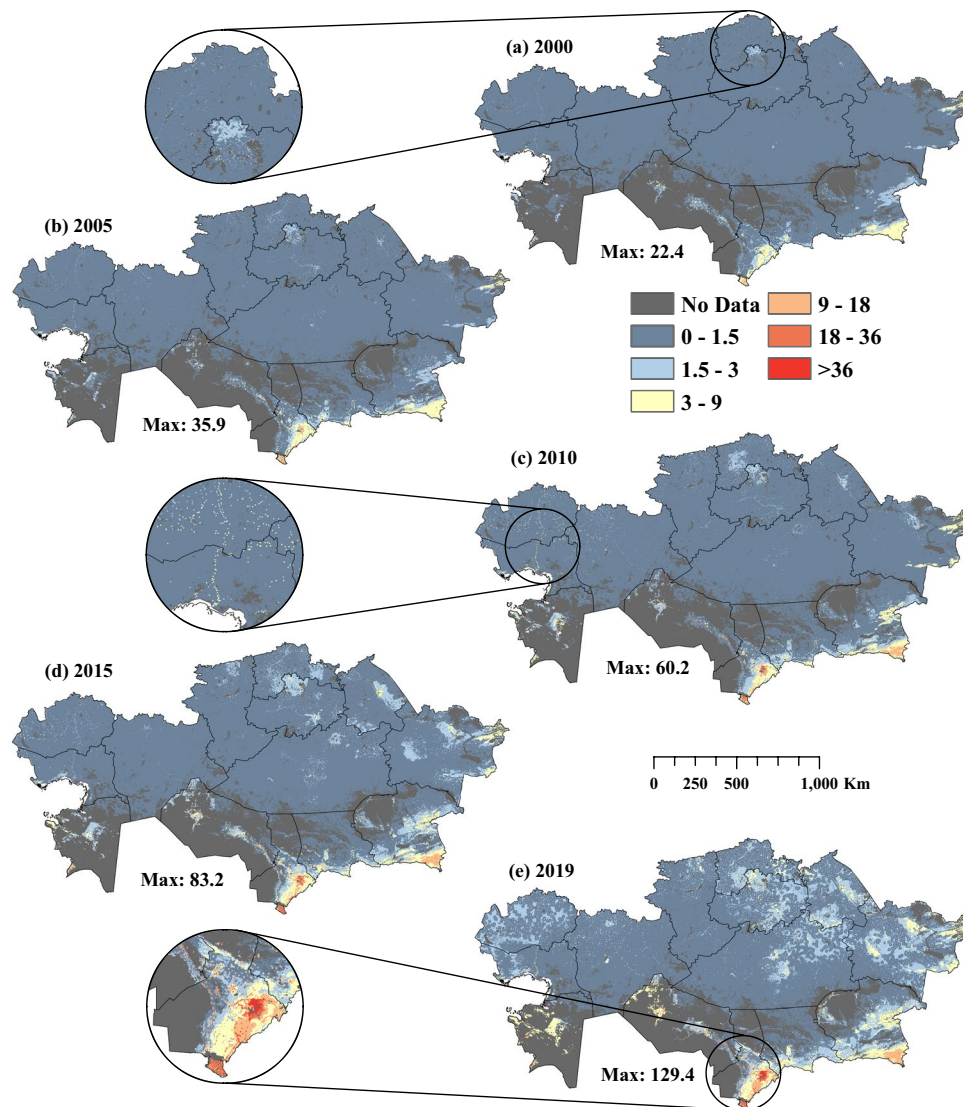 (a) 2000
(b) 2005
Max: 22.4
No Data
9 - 18
0 - 1.5
18 - 36
1.5 - 3
>36
3 - 9
Max: 35.9
(c) 2010
Max: 60.2
(d) 2015
0 250 500 1,000 Km
Max: 83.2
(e) 2019
Max: 129.4